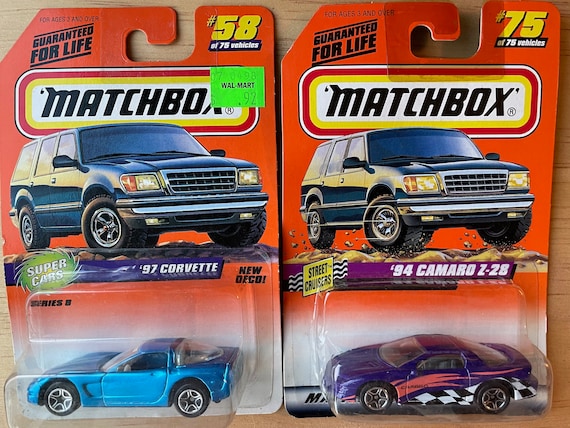 FOR AGES 3 AND OVER
GUARANTEED
FOR LIFE
#58
of 75 vehicles
WAL-MART
.92
MATCHBOX®
SUPER
CARS
'97 CORVETTE
NEW
DECO!
SERIES 8
FOR AGES 3 AND OVER
GUARANTEED
FOR LIFE
#75
of 75 vehicles
MATCHBOX®
STREET
CRUISERS
'94 CAMARO Z-28